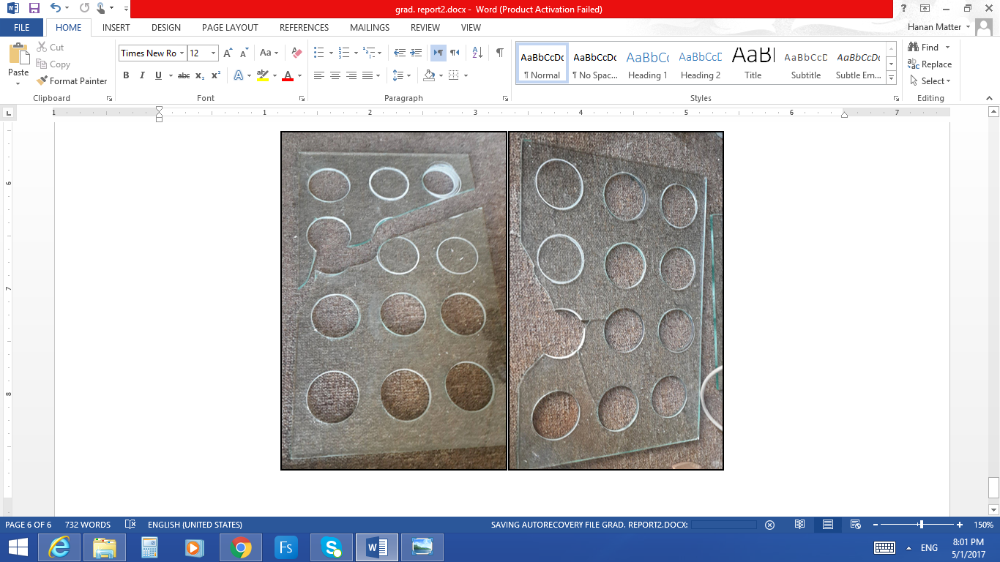 grad. report2.docx - Word (Product Activation Failed)
FILE HOME INSERT DESIGN PAGE LAYOUT REFERENCES MAILINGS REVIEW VIEW Hanan Matter
Paste
Cut
Copy
Format Painter
Clipboard
Times New Ro 12
Aa
B I U abc x₂ x² A ab A
Font
A Z
Paragraph
AaBbCcDc AaBbCcDc AaBbCc AaBbCcD AaBl AaBbCcD AaBbCcDc
¶ Normal ¶ No Spac... Heading 1 Heading 2 Title Subtitle Subtle Em...
Styles
Find
Replace
Select
Editing
1 1 2 3 4 5 6 7
6
7
8
PAGE 6 OF 6 732 WORDS ENGLISH (UNITED STATES) SAVING AUTORECOVERY FILE GRAD. REPORT2.DOCX: 150%
Fs
ENG
8:01 PM
5/1/2017